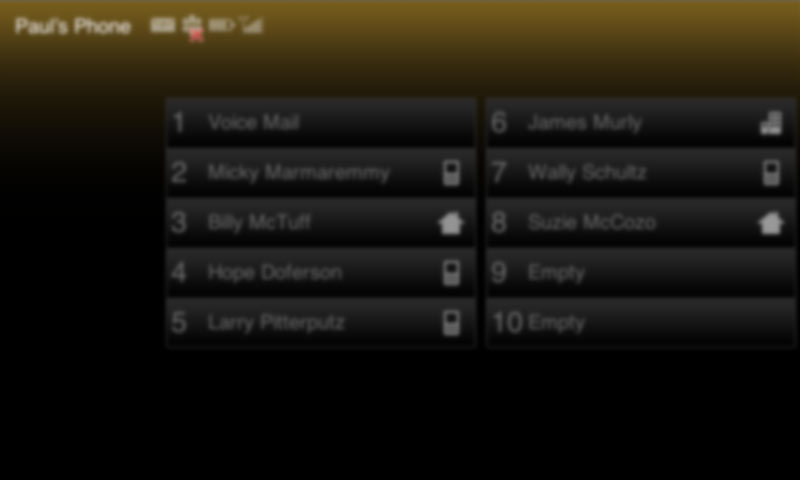 Paul's Phone
1 Voice Mail
2 Micky Marmaremmy
3 Billy McTuff
4 Hope Doferson
5 Larry Pitterputz
6 James Murly
7 Wally Schultz
8 Suzie McCozo
9 Empty
10 Empty